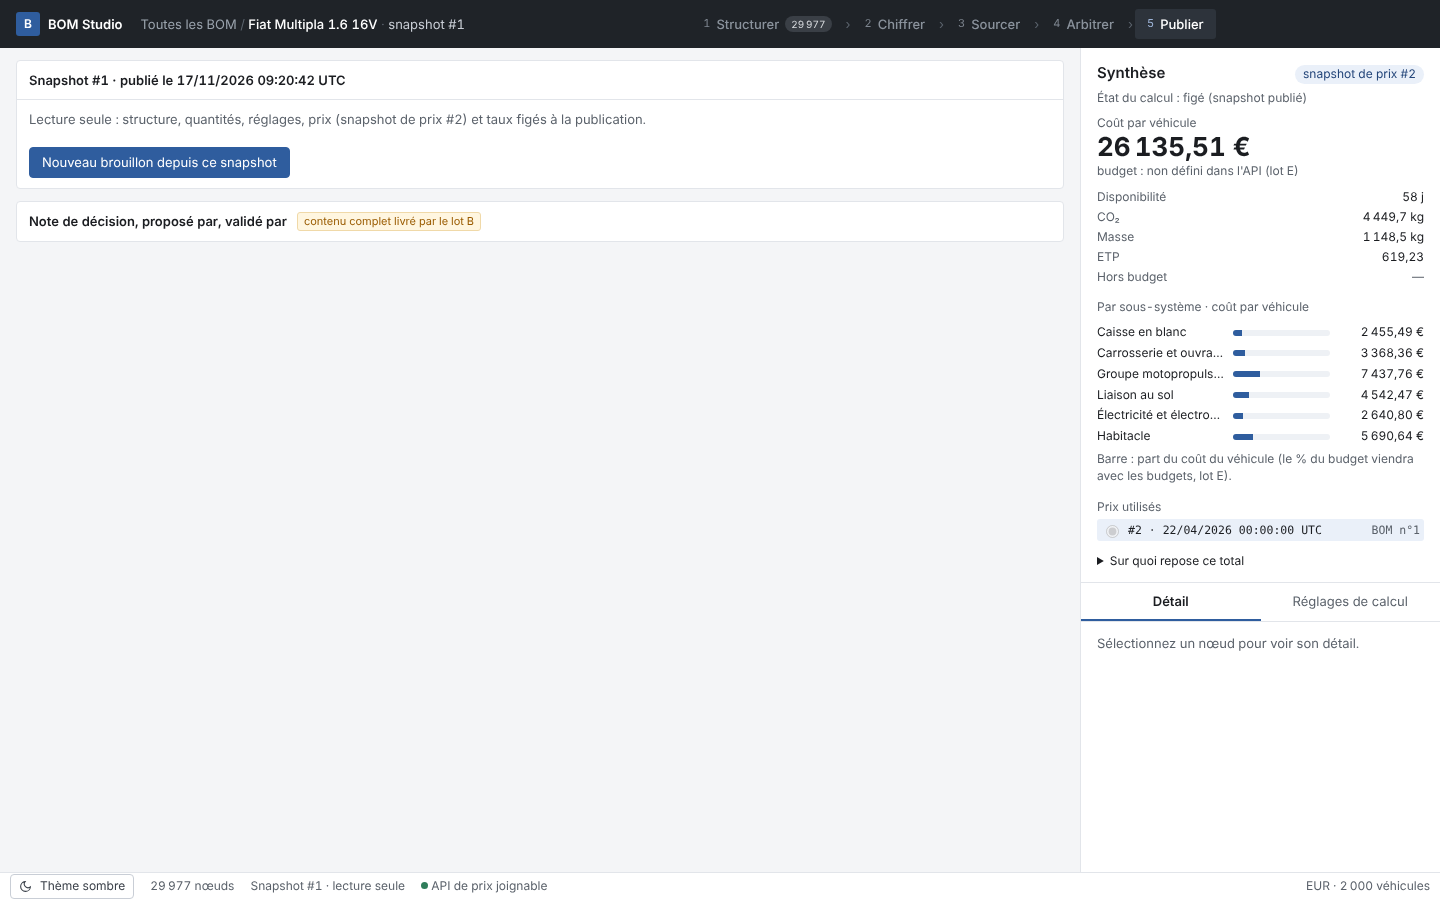 B BOM Studio Toutes les BOM / Fiat Multipla 1.6 16V · snapshot #1 1 Structurer 29 977 › 2 Chiffrer › 3 Sourcer › 4 Arbitrer › 5 Publier
Snapshot #1 · publié le 17/11/2026 09:20:42 UTC
Lecture seule : structure, quantités, réglages, prix (snapshot de prix #2) et taux figés à la publication.
Nouveau brouillon depuis ce snapshot
Note de décision, proposé par, validé par contenu complet livré par le lot B
Synthèse snapshot de prix #2
État du calcul : figé (snapshot publié)
Coût par véhicule
26 135,51 €
budget : non défini dans l'API (lot E)
Disponibilité 58 j
CO₂ 4 449,7 kg
Masse 1 148,5 kg
ETP 619,23
Hors budget —
Par sous-système · coût par véhicule
Caisse en blanc 2 455,49 €
Carrosserie et ouvra... 3 368,36 €
Groupe motopropuls... 7 437,76 €
Liaison au sol 4 542,47 €
Électricité et électro... 2 640,80 €
Habitacle 5 690,64 €
Barre : part du coût du véhicule (le % du budget viendra
avec les budgets, lot E).
Prix utilisés
#2 · 22/04/2026 00:00:00 UTC BOM n°1
Sur quoi repose ce total
Détail Réglages de calcul
Sélectionnez un nœud pour voir son détail.
Thème sombre 29 977 nœuds Snapshot #1 · lecture seule API de prix joignable EUR · 2 000 véhicules